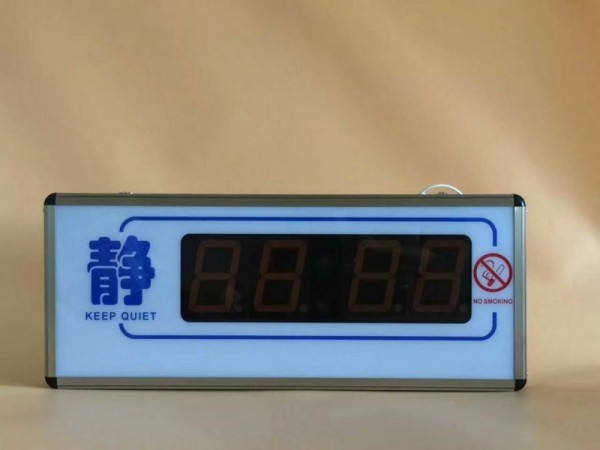 静
KEEP QUIET
NO SMOKING